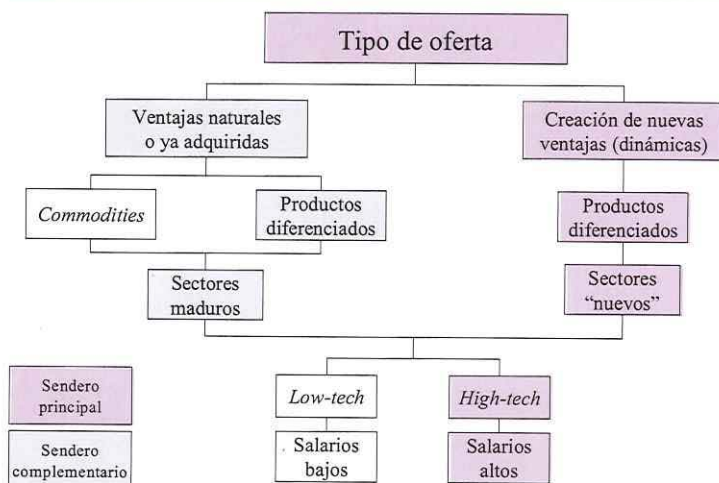 Tipo de oferta
Ventajas naturales
o ya adquiridas
Creación de nuevas
ventajas (dinámicas)
Commodities
Productos
diferenciados
Productos
diferenciados
Sectores
maduros
Sectores
“nuevos”
Sendero
principal
Low-tech
High-tech
Sendero
complementario
Salarios
bajos
Salarios
altos